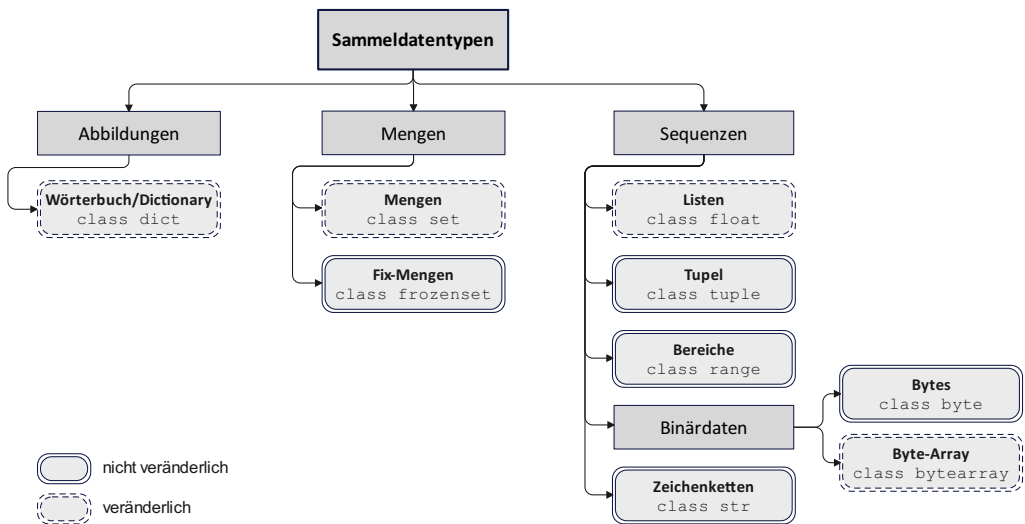 Sammeldatentypen
Abbildungen
Mengen
Sequenzen
Wörterbuch/Dictionary
class dict
Mengen
class set
Listen
class float
Fix-Mengen
class frozenset
Tupel
class tuple
Bereiche
class range
Bytes
class byte
Binärdaten
Byte-Array
class bytearray
Zeichenketten
class str
nicht veränderlich
veränderlich